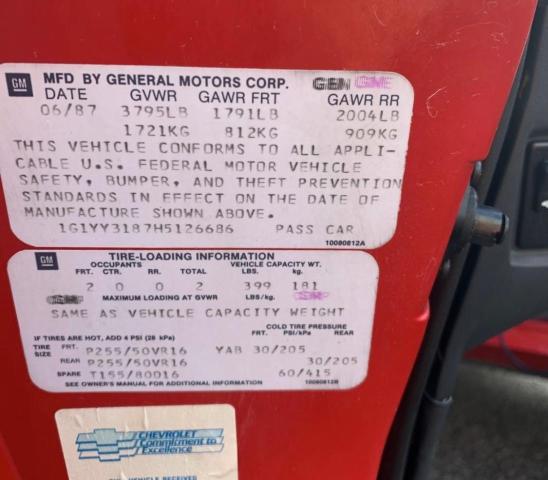 GM MFD BY GENERAL MOTORS CORP. GEN GME
DATE GVWR GAWR FRT GAWR RR
06/87 3795LB 1791LB 2004LB
1721KG 812KG 909KG
THIS VEHICLE CONFORMS TO ALL APPLI-
CABLE U.S. FEDERAL MOTOR VEHICLE
SAFETY, BUMPER, AND THEFT PREVENTION
STANDARDS IN EFFECT ON THE DATE OF
MANUFACTURE SHOWN ABOVE.
1G1YY3187H5126686 PASS CAR
10080812A
GM TIRE-LOADING INFORMATION
OCCUPANTS VEHICLE CAPACITY WT.
FRT. CTR. RR. LBS. kg.
2 0 0 2 399 181
MAXIMUM LOADING AT GVWR LBS/kg.
SAME AS VEHICLE CAPACITY WEIGHT
IF TIRES ARE HOT, ADD 4 PSI (28 kPa) COLD TIRE PRESSURE
TIRE SIZE FRT. FRT. PSI/kPa REAR
P255/50VR16 YAB 30/205
REAR P255/50VR16 30/205
SPARE T155/80D16 60/415
SEE OWNER'S MANUAL FOR ADDITIONAL INFORMATION 10080812B
CHEVROLET
Commitment to
Excellence
VEHICLE RECEIVED